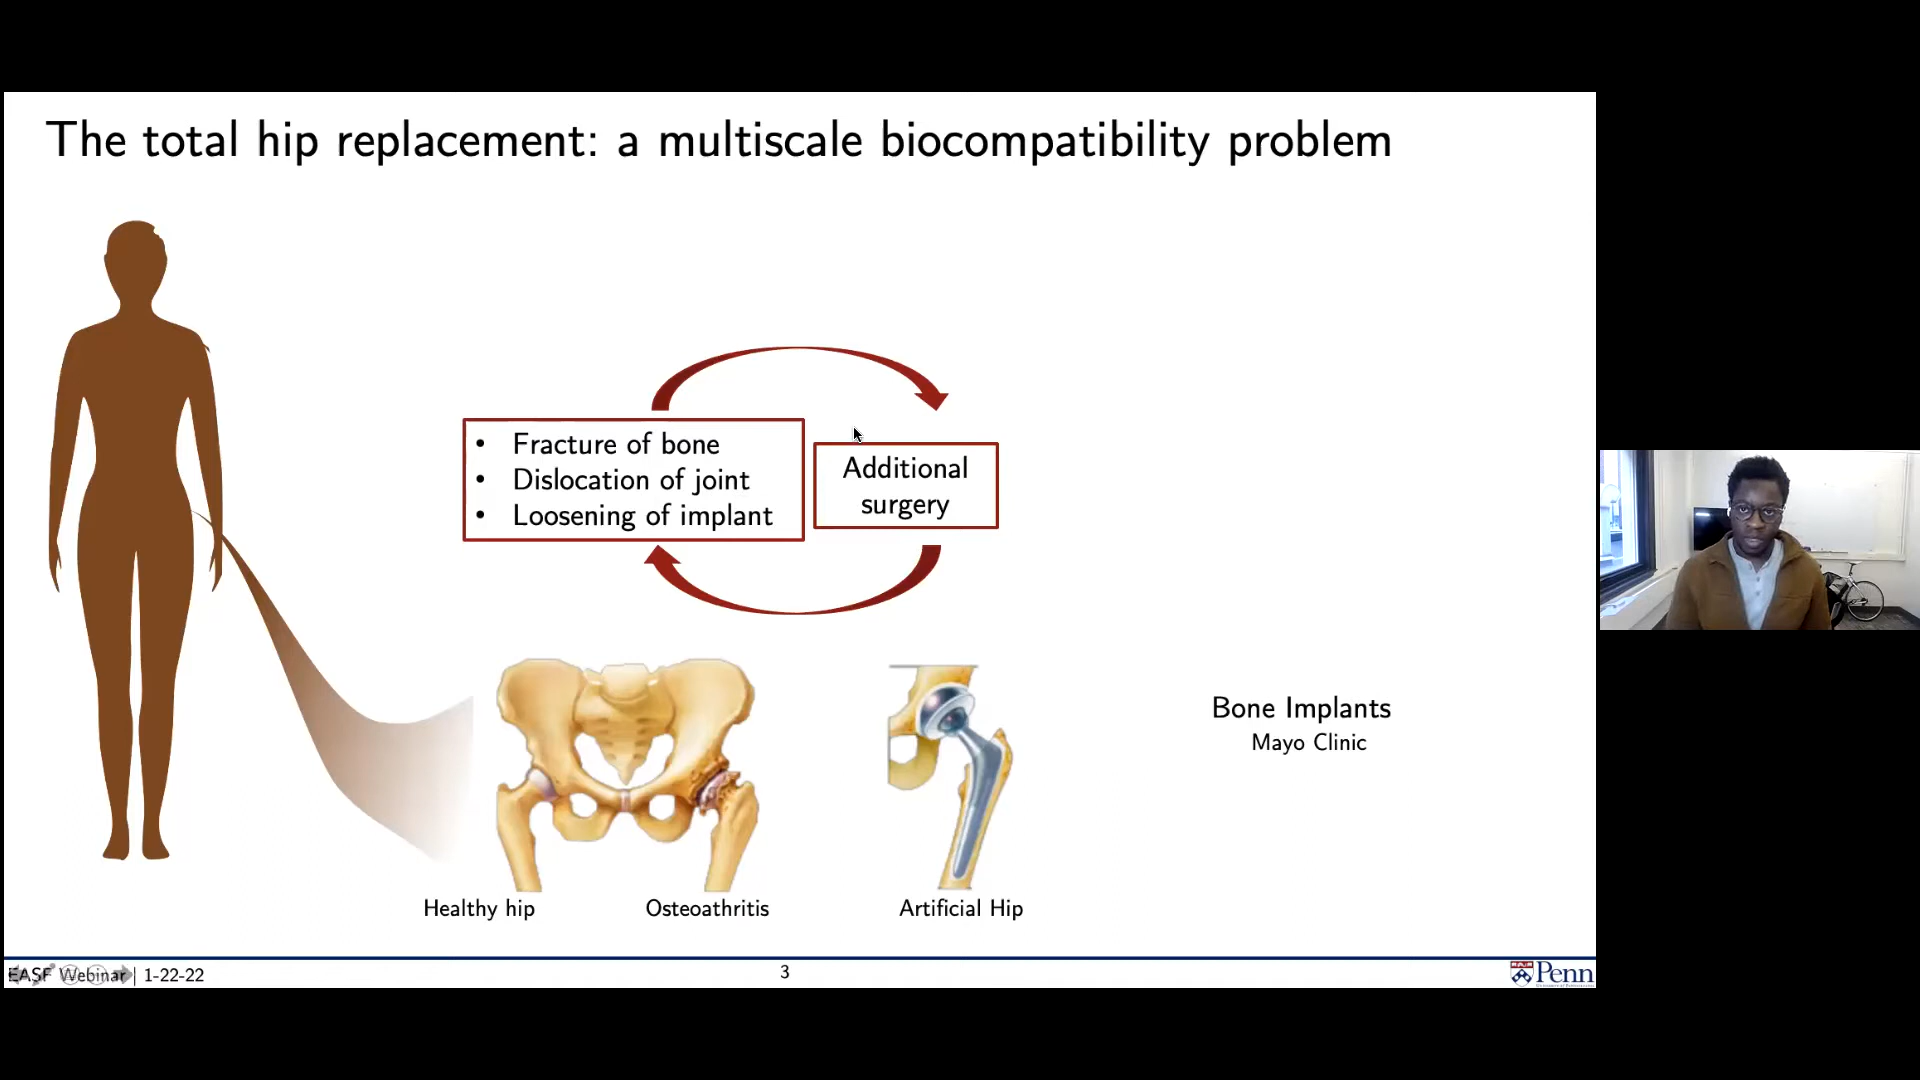 The total hip replacement: a multiscale biocompatibility problem
• Fracture of bone
• Dislocation of joint
• Loosening of implant
Additional
surgery
Bone Implants
Mayo Clinic
Healthy hip
Osteoathritis
Artificial Hip
EASF Webinar | 1-22-22
3
Penn